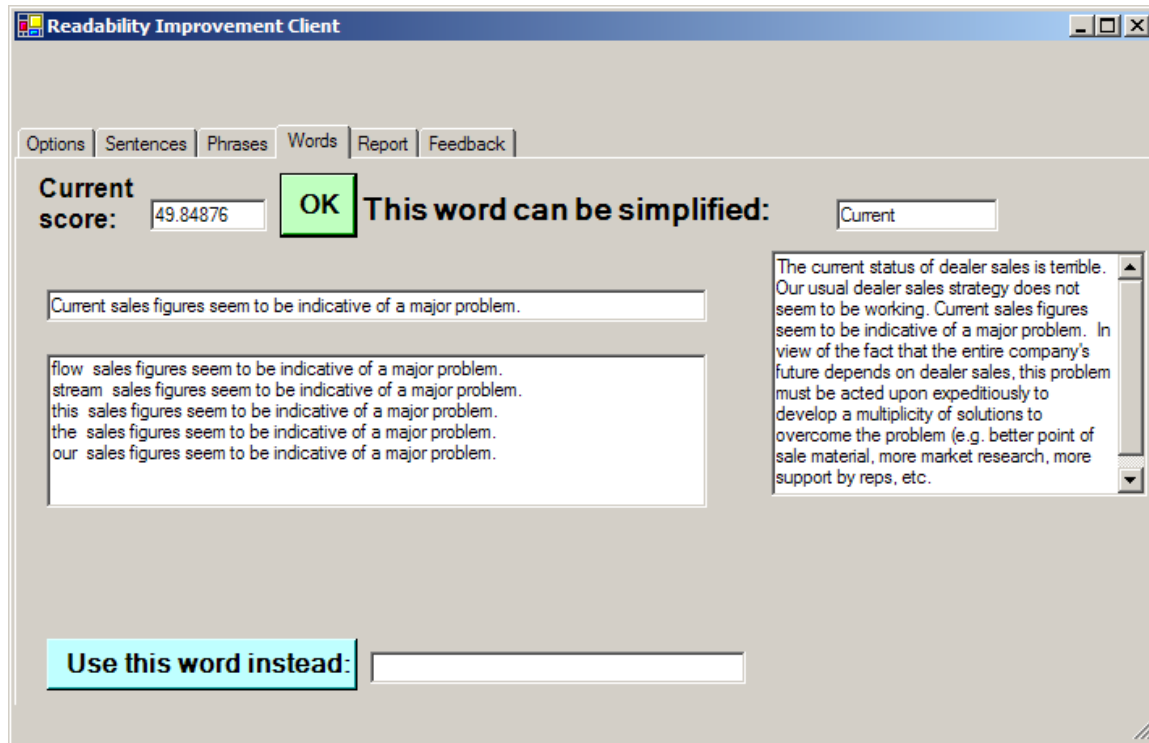 Readability Improvement Client
Options Sentences Phrases Words Report Feedback
Current
score:
49.84876
OK
This word can be simplified:
Current
Current sales figures seem to be indicative of a major problem.
flow  sales figures seem to be indicative of a major problem.
stream  sales figures seem to be indicative of a major problem.
this  sales figures seem to be indicative of a major problem.
the  sales figures seem to be indicative of a major problem.
our  sales figures seem to be indicative of a major problem.
The current status of dealer sales is terrible.
Our usual dealer sales strategy does not
seem to be working. Current sales figures
seem to be indicative of a major problem.  In
view of the fact that the entire company's
future depends on dealer sales, this problem
must be acted upon expeditiously to
develop a multiplicity of solutions to
overcome the problem (e.g. better point of
sale material, more market research, more
support by reps, etc.
Use this word instead: